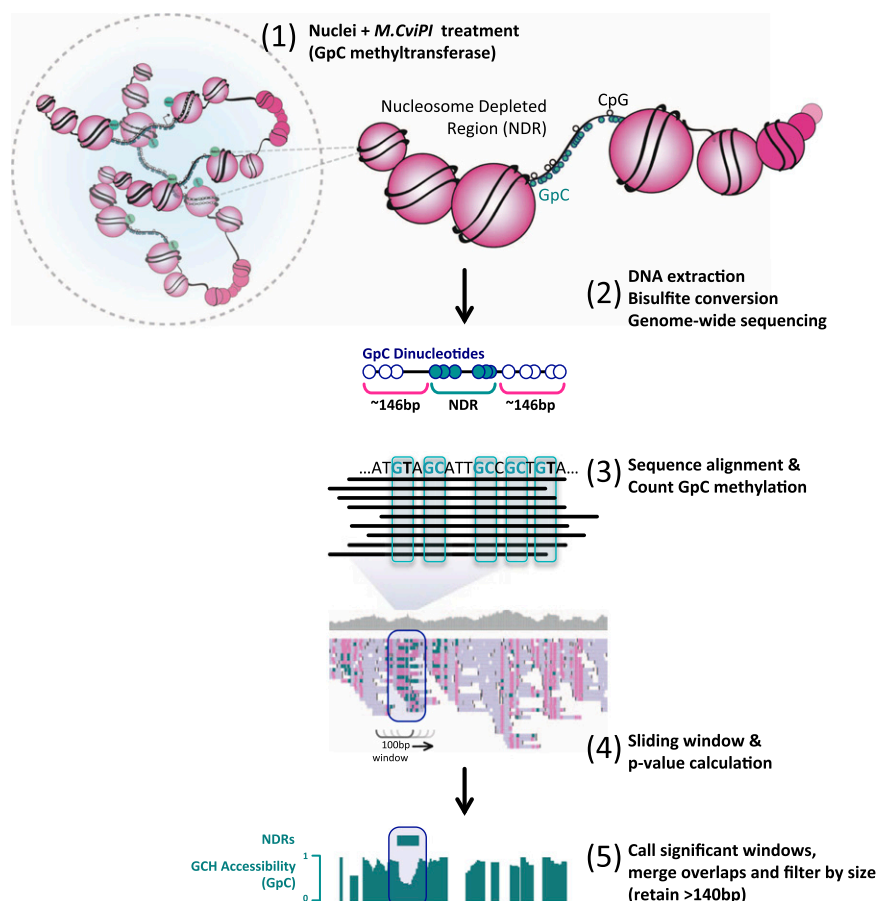 (1) Nuclei + M.CviPI treatment
(GpC methyltransferase)
Nucleosome Depleted
Region (NDR)
CpG
GpC
(2) DNA extraction
Bisulfite conversion
Genome-wide sequencing
GpC Dinucleotides
~146bp NDR ~146bp
...ATGTAGCATTGCCGCTGTA...
(3) Sequence alignment &
Count GpC methylation
100bp
window
(4) Sliding window &
p-value calculation
NDRs
GCH Accessibility
(GpC)
1
0
(5) Call significant windows,
merge overlaps and filter by size
(retain >140bp)